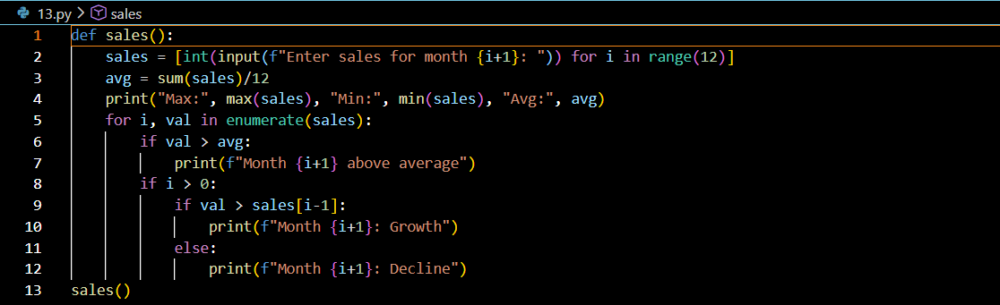 13.py > sales
1 def sales():
2     sales = [int(input(f"Enter sales for month {i+1}: ")) for i in range(12)]
3     avg = sum(sales)/12
4     print("Max:", max(sales), "Min:", min(sales), "Avg:", avg)
5     for i, val in enumerate(sales):
6         if val > avg:
7             print(f"Month {i+1} above average")
8         if i > 0:
9             if val > sales[i-1]:
10                 print(f"Month {i+1}: Growth")
11             else:
12                 print(f"Month {i+1}: Decline")
13 sales()